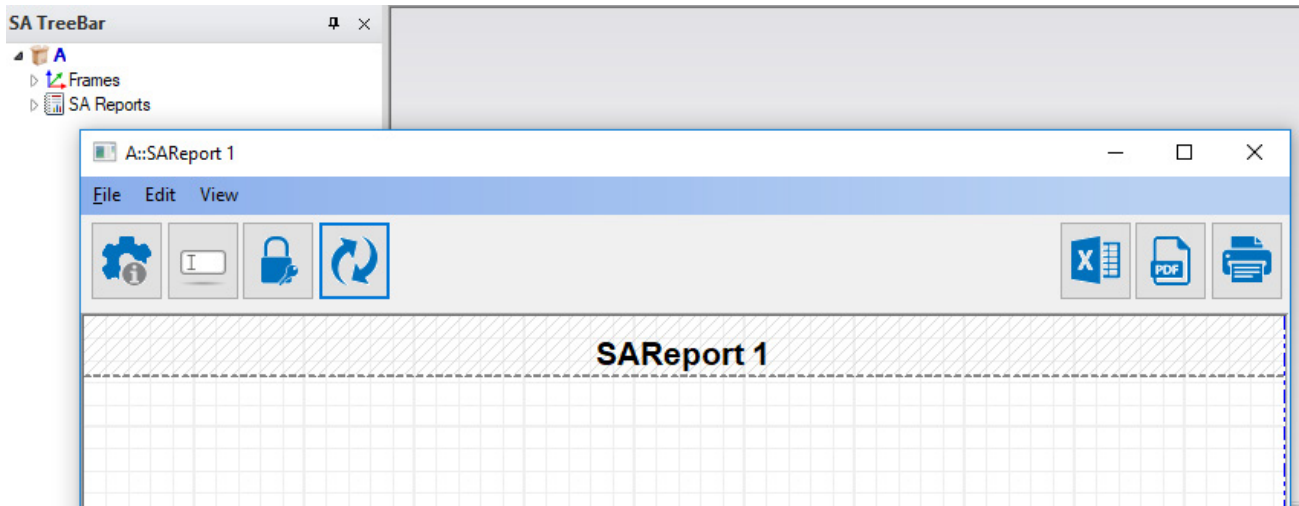 SA TreeBar
A
Frames
SA Reports
A::SAReport 1
File Edit View
X PDF
SAReport 1